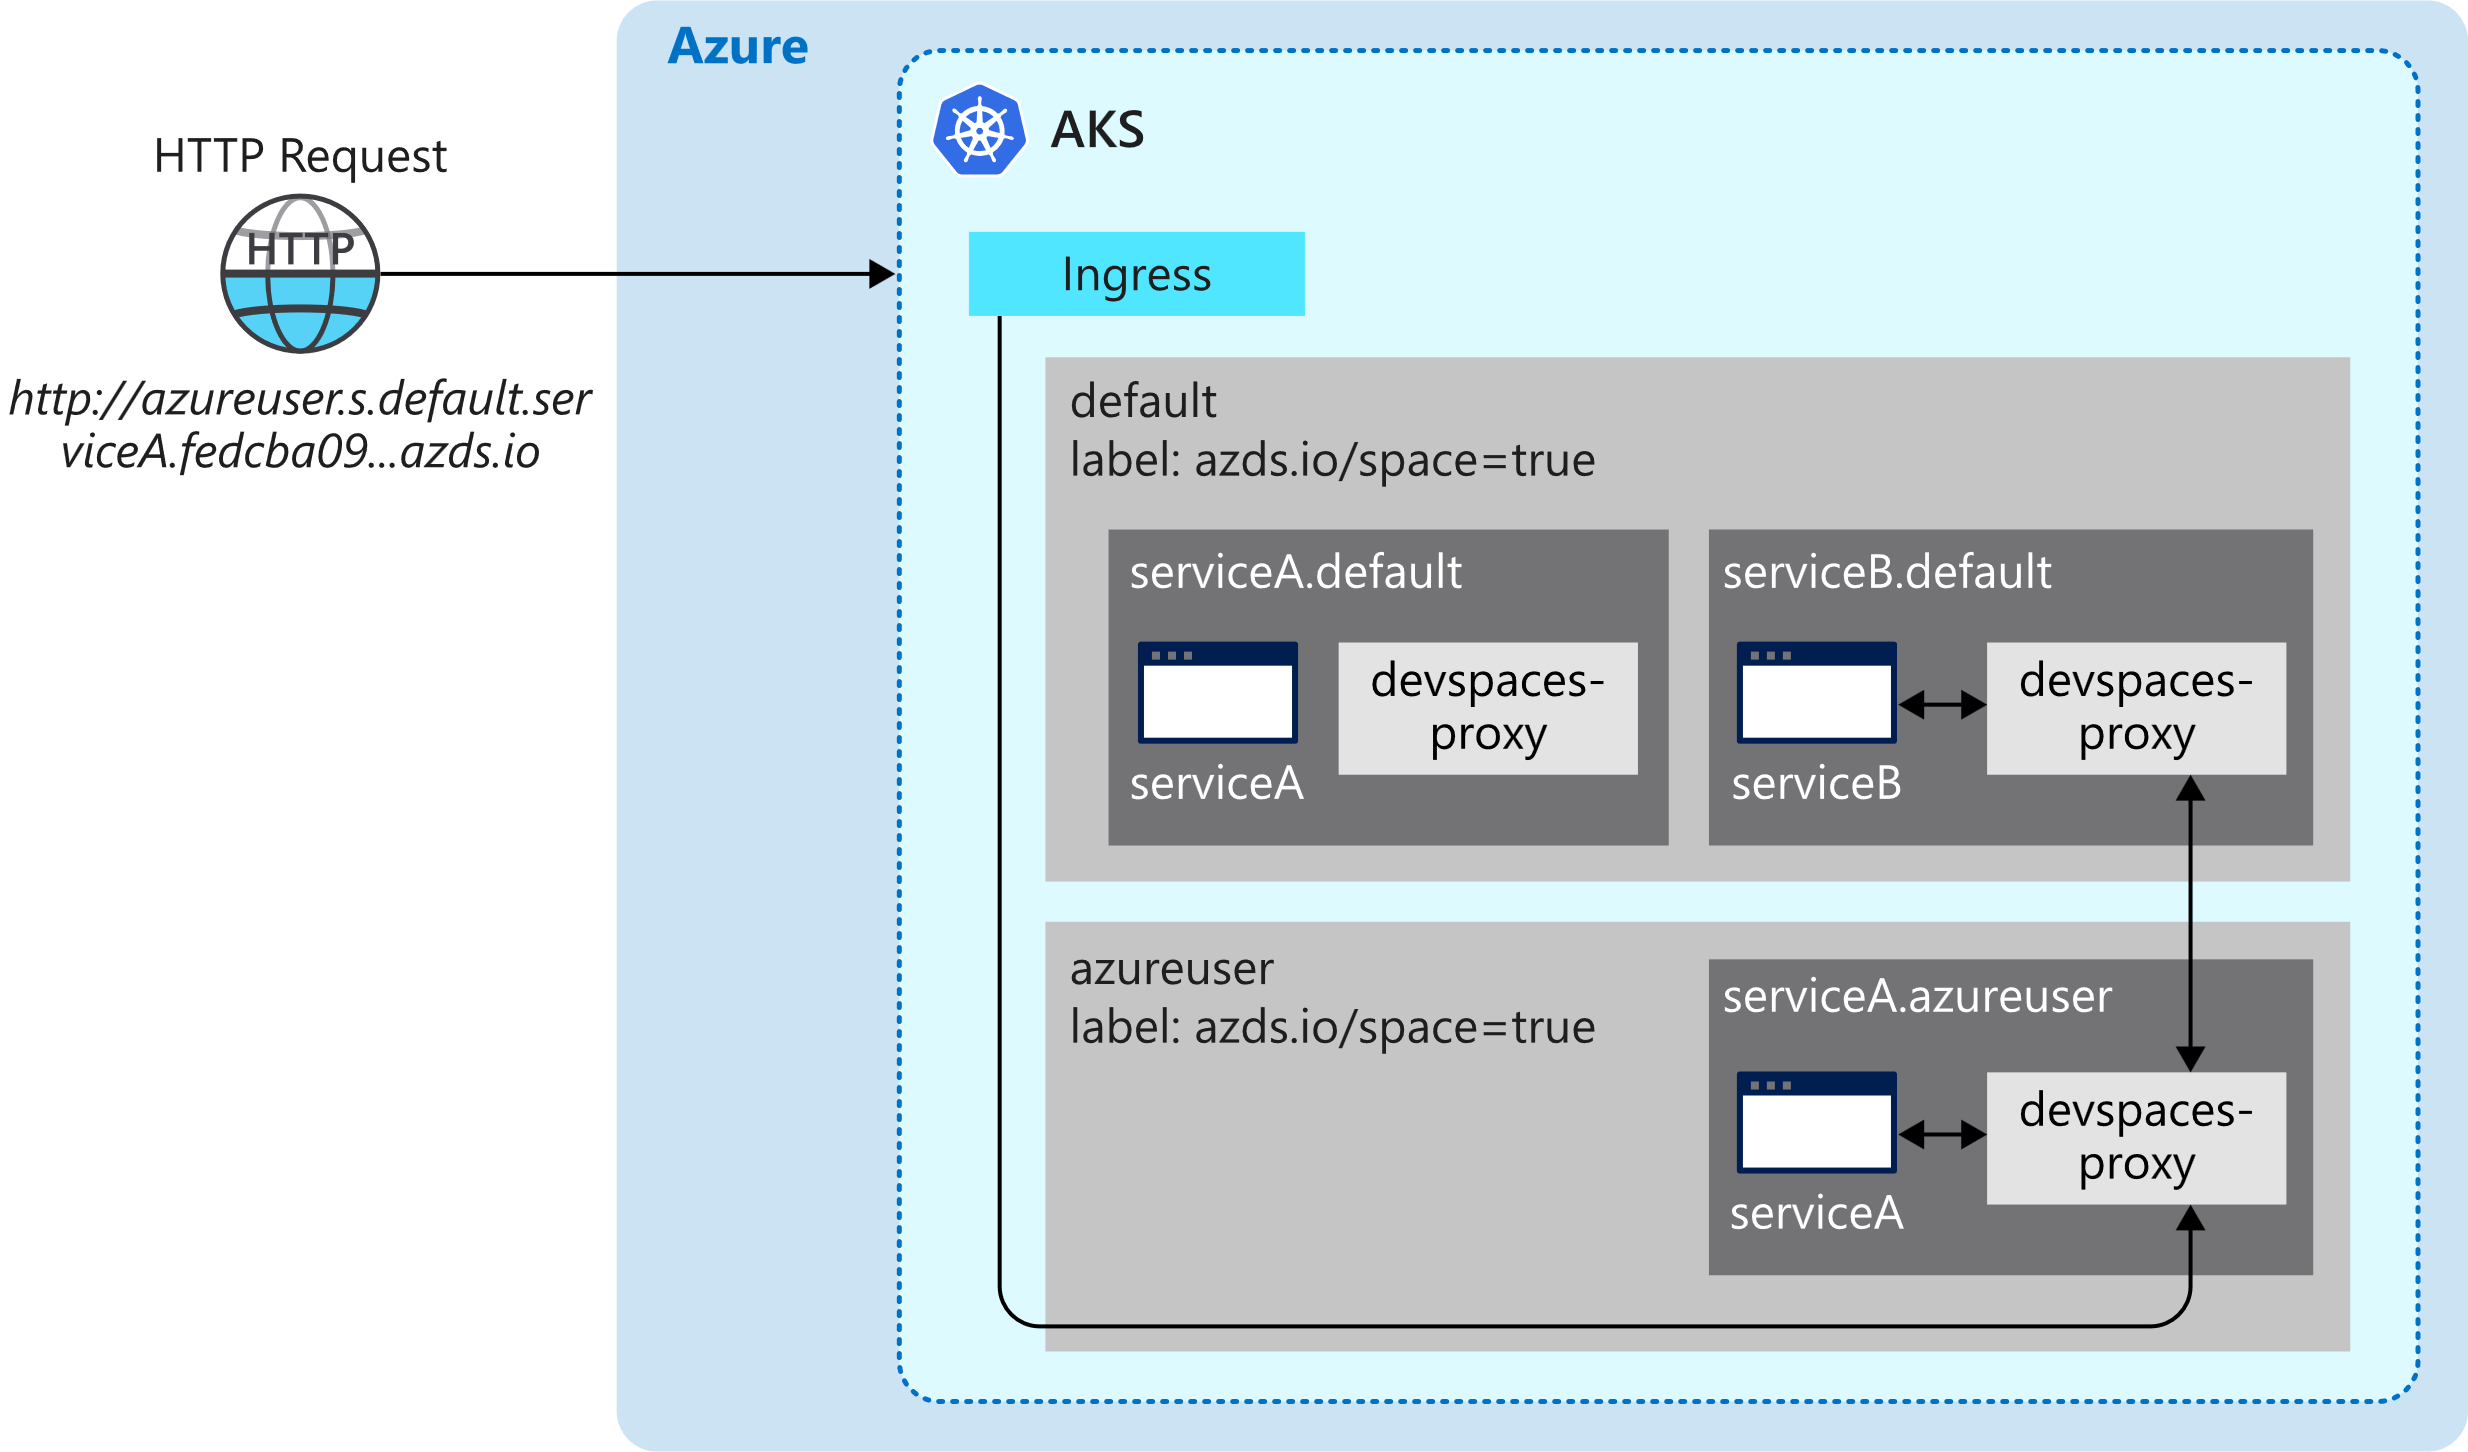 Azure
AKS
HTTP Request
HTTP
http://azureuser.s.default.ser
viceA.fedcba09...azds.io
Ingress
default
label: azds.io/space=true
serviceA.default
devspaces-
proxy
serviceA
serviceB.default
devspaces-
proxy
serviceB
azureuser
label: azds.io/space=true
serviceA.azureuser
devspaces-
proxy
serviceA